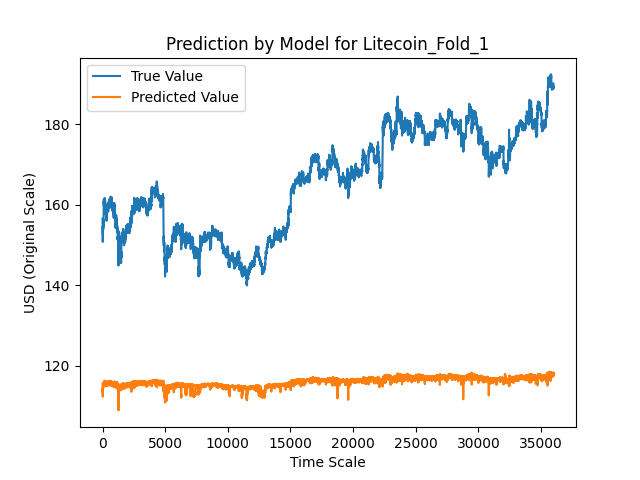 Prediction by Model for Litecoin_Fold_1
True Value
Predicted Value
USD (Original Scale)
180
160
140
120
0 5000 10000 15000 20000 25000 30000 35000
Time Scale